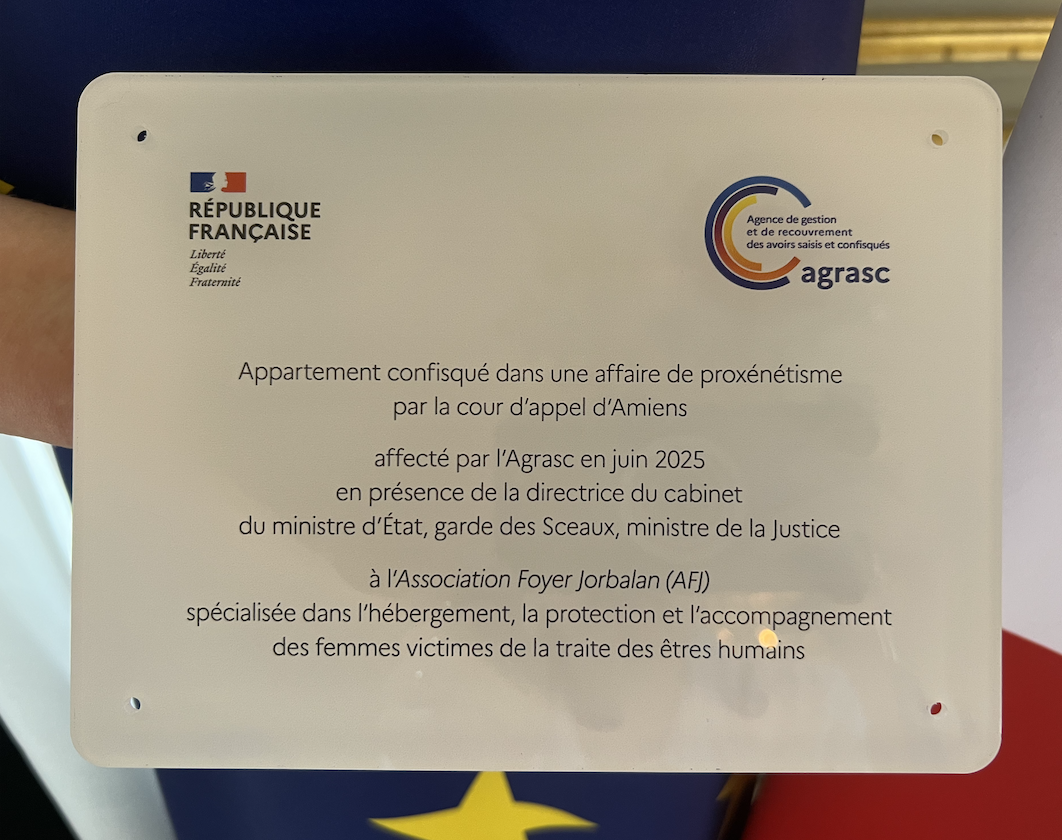 RÉPUBLIQUE
FRANÇAISE
Liberté
Égalité
Fraternité
Agence de gestion
et de recouvrement
des avoirs saisis et confisqués
agrasc
Appartement confisqué dans une affaire de proxénétisme
par la cour d'appel d'Amiens
affecté par l'Agrasc en juin 2025
en présence de la directrice du cabinet
du ministre d'État, garde des Sceaux, ministre de la Justice
à l'Association Foyer Jorbalan (AFJ)
spécialisée dans l'hébergement, la protection et l'accompagnement
des femmes victimes de la traite des êtres humains